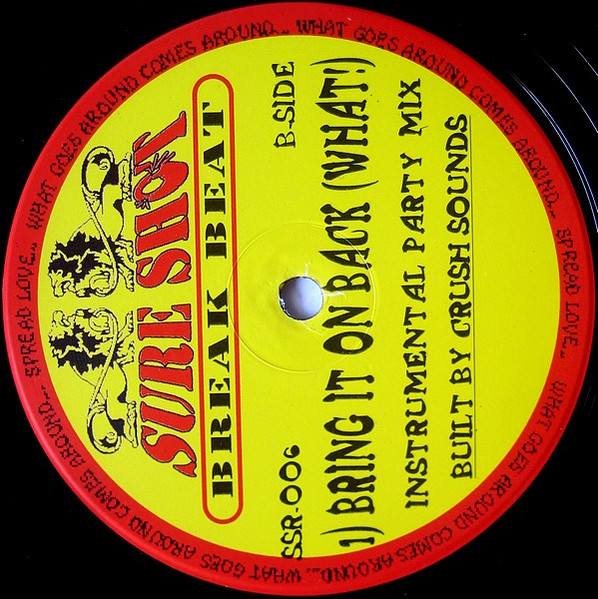 SURE SHOT
BREAK BEAT
SSR-006
B-SIDE
1) BRING IT ON BACK (WHAT!)
INSTRUMENTAL PARTY MIX
BUILT BY CRUSH SOUNDS
SPREAD LOVE... WHAT GOES AROUND COMES AROUND... WHAT GOES AROUND COMES AROUND... SPREAD LOVE... WHAT GOES AROUND COMES AROUND... WHAT GOES AROUND COMES AROUND...